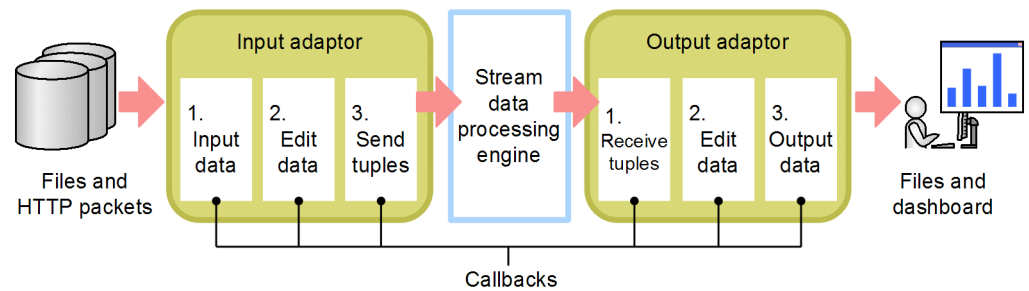 Input adaptor
1.
Input
data
2.
Edit
data
3.
Send
tuples
Stream
data
processing
engine
Output adaptor
1.
Receive
tuples
2.
Edit
data
3.
Output
data
Files and
HTTP packets
Files and
dashboard
Callbacks